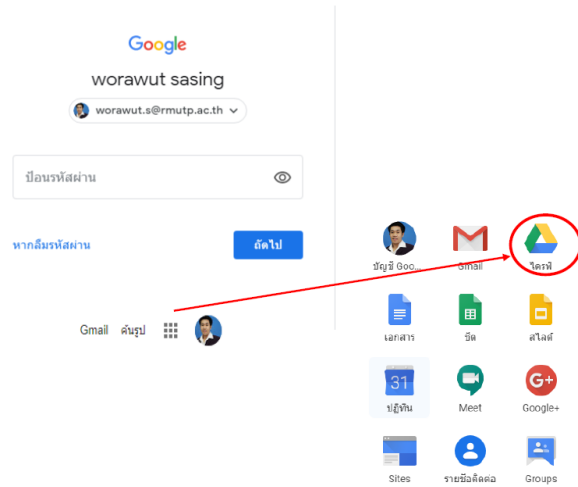 Google
worawut sasing
worawut.s@rmutp.ac.th
ป้อนรหัสผ่าน
หากลืมรหัสผ่าน
ถัดไป
Gmail ค้นรูป
บัญชี Goo...
Gmail
ไดรฟ์
เอกสาร
ชีต
สไลด์
31
ปฏิทิน
Meet
G+
Google+
Sites
รายชื่อติดต่อ
Groups